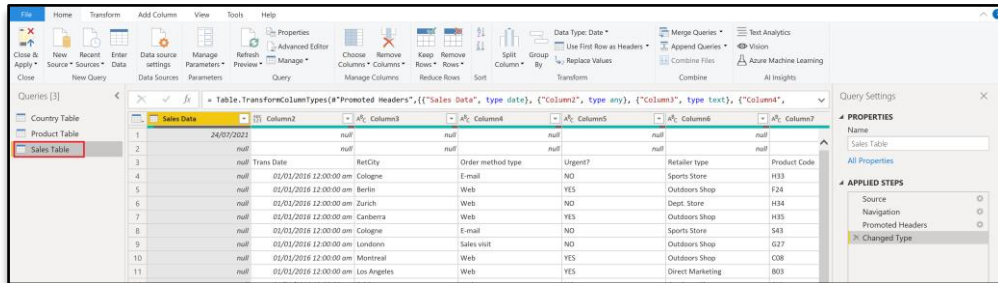 File Home Transform Add Column View Tools Help
Close & Apply
New Source
Recent Sources
Enter Data
Data source settings
Manage Parameters
Refresh Preview
Properties
Advanced Editor
Manage
Choose Columns
Remove Columns
Keep Rows
Remove Rows
Split Column
Group By
Data Type: Date
Use First Row as Headers
Replace Values
Merge Queries
Append Queries
Combine Files
Text Analytics
Vision
Azure Machine Learning
Close New Query Data Sources Parameters Query Manage Columns Reduce Rows Sort Transform Combine AI Insights
Queries [3]
Country Table
Product Table
Sales Table
fx = Table.TransformColumnTypes(#"Promoted Headers",{{"Sales Data", type date}, {"Column2", type any}, {"Column3", type text}, {"Column4",
Sales Data Column2 Column3 Column4 Column5 Column6 Column7
1 24/07/2021 null null null null null
2 null null null null null null
3 null Trans Date RetCity Order method type Urgent? Retailer type Product Code
4 null 01/01/2016 12:00:00 am Cologne E-mail NO Sports Store H33
5 null 01/01/2016 12:00:00 am Berlin Web YES Outdoors Shop F24
6 null 01/01/2016 12:00:00 am Zurich Web NO Dept. Store H34
7 null 01/01/2016 12:00:00 am Canberra Web YES Outdoors Shop H35
8 null 01/01/2016 12:00:00 am Cologne E-mail NO Sports Store S43
9 null 01/01/2016 12:00:00 am Londonn Sales visit NO Outdoors Shop G27
10 null 01/01/2016 12:00:00 am Montreal Web YES Outdoors Shop C08
11 null 01/01/2016 12:00:00 am Los Angeles Web YES Direct Marketing B03
Query Settings
PROPERTIES
Name
Sales Table
All Properties
APPLIED STEPS
Source
Navigation
Promoted Headers
Changed Type